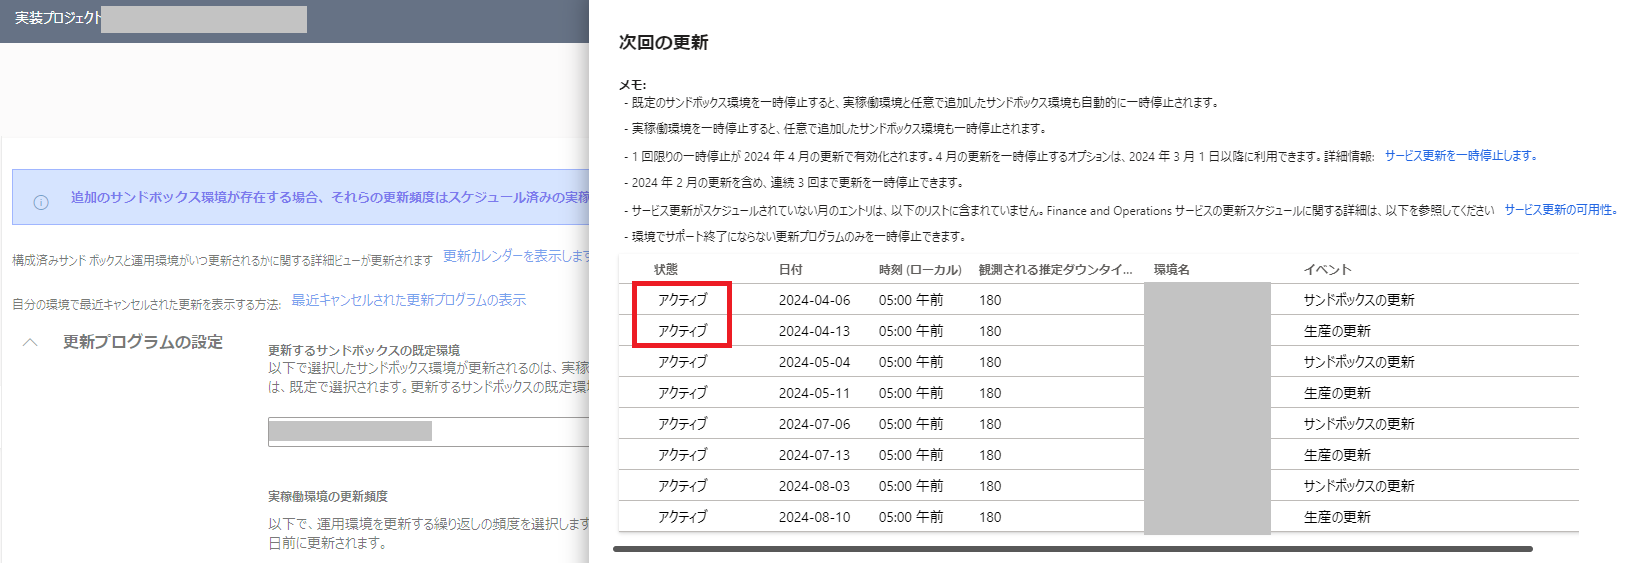 実装プロジェクト
追加のサンドボックス環境が存在する場合、それらの更新頻度はスケジュール済みの実稼
構成済みサンド ボックスと運用環境がいつ更新されるかに関する詳細ビューが更新されます 更新カレンダーを表示します
自分の環境で最近キャンセルされた更新を表示する方法: 最近キャンセルされた更新プログラムの表示
更新プログラムの設定
更新するサンドボックスの既定環境
以下で選択したサンドボックス環境が更新されるのは、実稼
は、既定で選択されます。更新するサンドボックスの既定環境
実稼働環境の更新頻度
以下で、運用環境を更新する繰り返しの頻度を選択します
日前に更新されます。
次回の更新
メモ:
- 既定のサンドボックス環境を一時停止すると、実稼働環境と任意で追加したサンドボックス環境も自動的に一時停止されます。
- 実稼働環境を一時停止すると、任意で追加したサンドボックス環境も一時停止されます。
- 1 回限りの一時停止が 2024 年 4 月の更新で有効化されます。4 月の更新を一時停止するオプションは、2024 年 3 月 1 日以降に利用できます。詳細情報: サービス更新を一時停止します。
- 2024 年 2 月の更新を含め、連続 3 回まで更新を一時停止できます。
- サービス更新がスケジュールされていない月のエントリは、以下のリストに含まれていません。Finance and Operations サービスの更新スケジュールに関する詳細は、以下を参照してください サービス更新の可用性。
- 環境でサポート終了にならない更新プログラムのみを一時停止できます。
状態 日付 時刻 (ローカル) 観測される推定ダウンタイ... 環境名 イベント
アクティブ 2024-04-06 05:00 午前 180 サンドボックスの更新
アクティブ 2024-04-13 05:00 午前 180 生産の更新
アクティブ 2024-05-04 05:00 午前 180 サンドボックスの更新
アクティブ 2024-05-11 05:00 午前 180 生産の更新
アクティブ 2024-07-06 05:00 午前 180 サンドボックスの更新
アクティブ 2024-07-13 05:00 午前 180 生産の更新
アクティブ 2024-08-03 05:00 午前 180 サンドボックスの更新
アクティブ 2024-08-10 05:00 午前 180 生産の更新